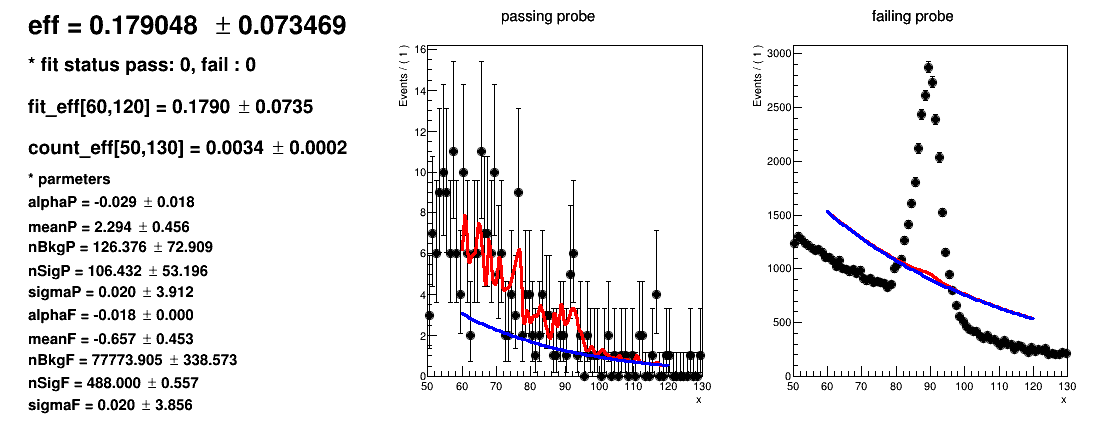 eff = 0.179048 ± 0.073469
* fit status pass: 0, fail : 0
fit_eff[60,120] = 0.1790 ± 0.0735
count_eff[50,130] = 0.0034 ± 0.0002
* parmeters
alphaP = -0.029 ± 0.018
meanP = 2.294 ± 0.456
nBkgP = 126.376 ± 72.909
nSigP = 106.432 ± 53.196
sigmaP = 0.020 ± 3.912
alphaF = -0.018 ± 0.000
meanF = -0.657 ± 0.453
nBkgF = 77773.905 ± 338.573
nSigF = 488.000 ± 0.557
sigmaF = 0.020 ± 3.856
passing probe
Events / ( 1 )
16
14
12
10
8
6
4
2
0
50 60 70 80 90 100 110 120 130
x
failing probe
Events / ( 1 )
3000
2500
2000
1500
1000
500
0
50 60 70 80 90 100 110 120 130
x